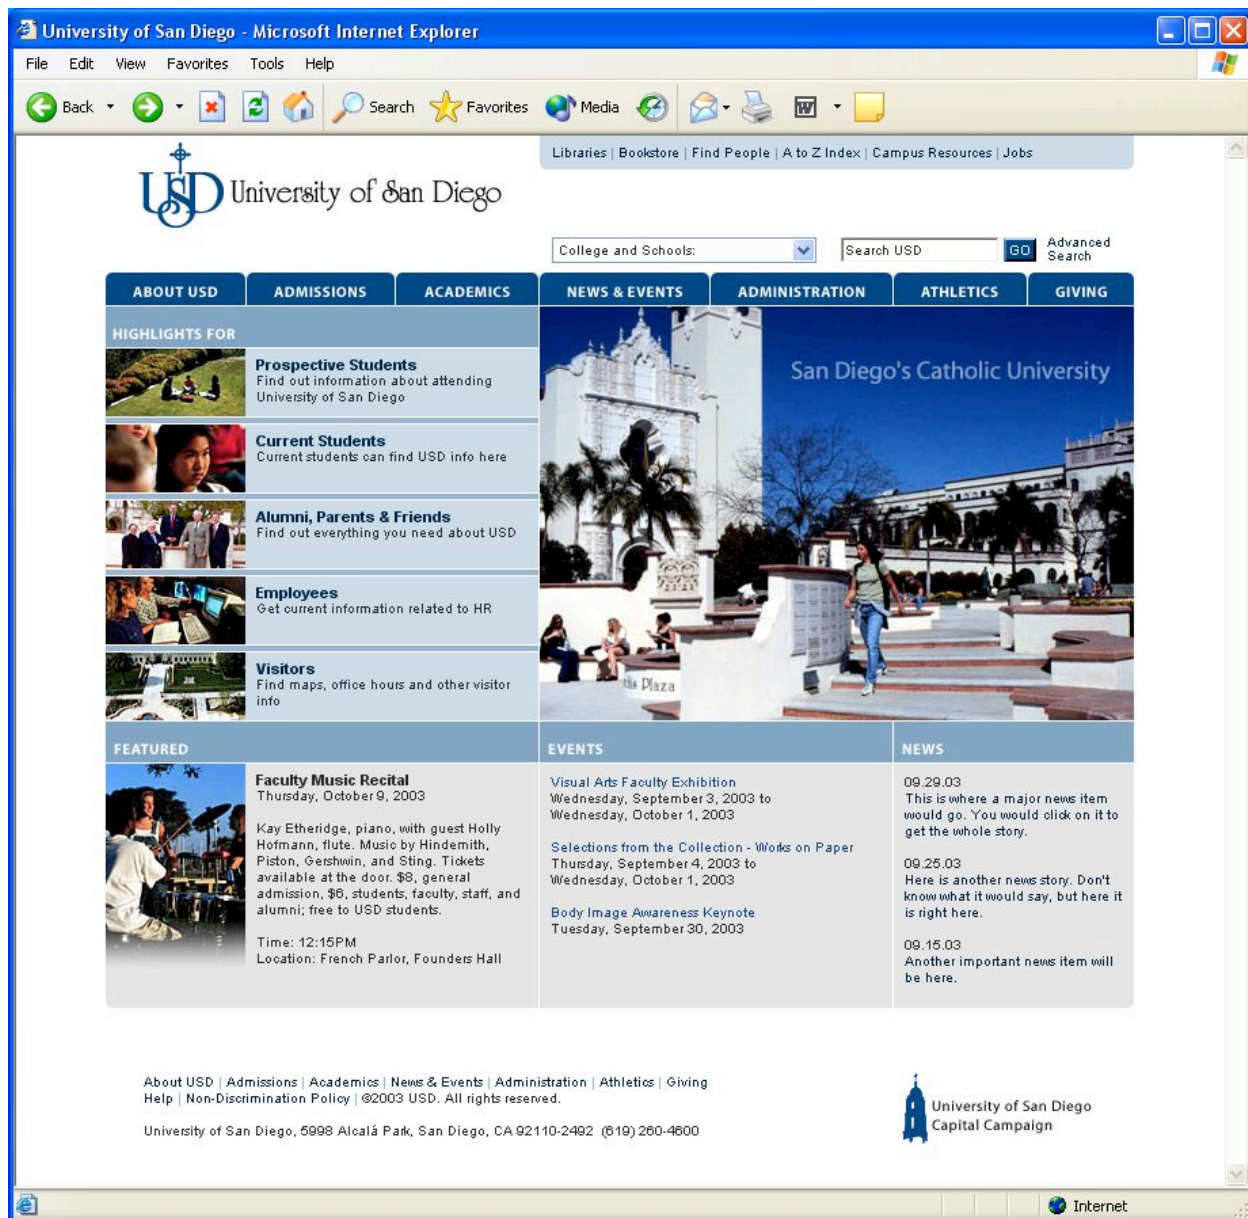 University of San Diego - Microsoft Internet Explorer
File Edit View Favorites Tools Help
Back Search Favorites Media
Libraries | Bookstore | Find People | A to Z Index | Campus Resources | Jobs
USD University of San Diego
College and Schools: Search USD GO Advanced
Search
ABOUT USD ADMISSIONS ACADEMICS NEWS & EVENTS ADMINISTRATION ATHLETICS GIVING
HIGHLIGHTS FOR
Prospective Students
Find out information about attending
University of San Diego
Current Students
Current students can find USD info here
Alumni, Parents & Friends
Find out everything you need about USD
Employees
Get current information related to HR
Visitors
Find maps, office hours and other visitor
info
San Diego's Catholic University
Plaza
FEATURED
Faculty Music Recital
Thursday, October 9, 2003
Kay Etheridge, piano, with guest Holly
Hofmann, flute. Music by Hindemith,
Piston, Gershwin, and Sting. Tickets
available at the door. $8, general
admission, $6, students, faculty, staff, and
alumni; free to USD students.
Time: 12:15PM
Location: French Parlor, Founders Hall
EVENTS
Visual Arts Faculty Exhibition
Wednesday, September 3, 2003 to
Wednesday, October 1, 2003
Selections from the Collection - Works on Paper
Thursday, September 4, 2003 to
Wednesday, October 1, 2003
Body Image Awareness Keynote
Tuesday, September 30, 2003
NEWS
09.29.03
This is where a major news item
would go. You would click on it to
get the whole story.
09.25.03
Here is another news story. Don't
know what it would say, but here it
is right here.
09.15.03
Another important news item will
be here.
About USD | Admissions | Academics | News & Events | Administration | Athletics | Giving
Help | Non-Discrimination Policy | ©2003 USD. All rights reserved.
University of San Diego, 5998 Alcalá Park, San Diego, CA 92110-2492 (619) 260-4600
University of San Diego
Capital Campaign
Internet